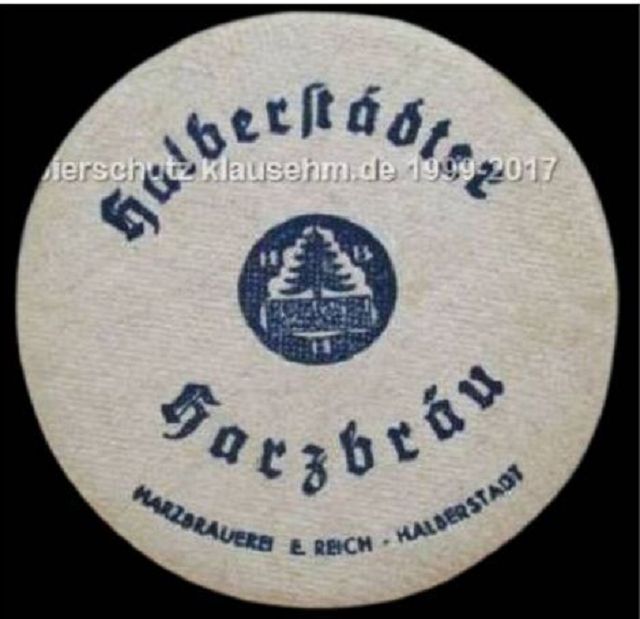 Halberstädter
bierschutz klausehm.de 1999-2017
Harzbräu
HARZBRAUEREI E. REICH - HALBERSTADT